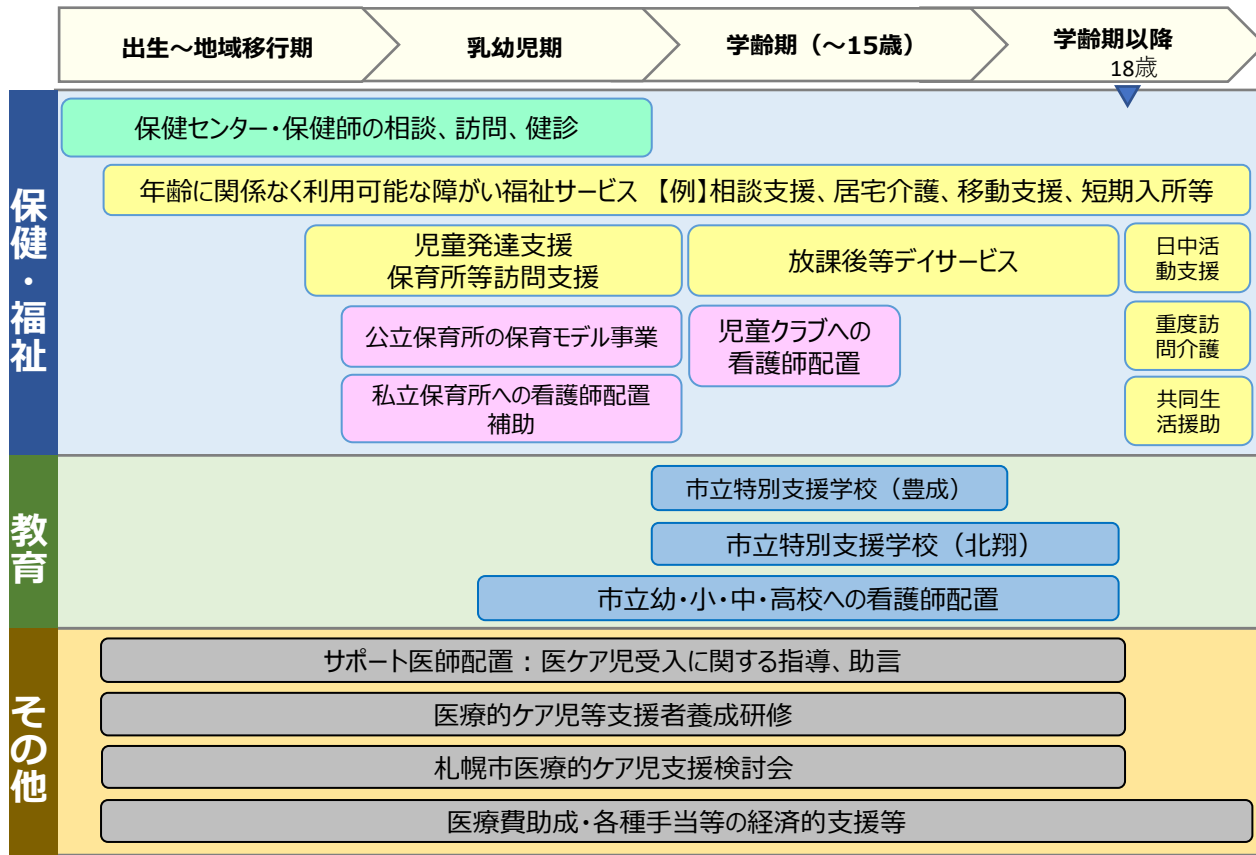 出生～地域移行期
乳幼児期
学齢期（～15歳）
学齢期以降
18歳
保健・福祉
保健センター・保健師の相談、訪問、健診
年齢に関係なく利用可能な障がい福祉サービス 【例】相談支援、居宅介護、移動支援、短期入所等
児童発達支援
保育所等訪問支援
放課後等デイサービス
日中活
動支援
公立保育所の保育モデル事業
児童クラブへの
看護師配置
重度訪
問介護
私立保育所への看護師配置
補助
共同生
活援助
教育
市立特別支援学校（豊成）
市立特別支援学校（北翔）
市立幼・小・中・高校への看護師配置
その他
サポート医師配置：医ケア児受入に関する指導、助言
医療的ケア児等支援者養成研修
札幌市医療的ケア児支援検討会
医療費助成・各種手当等の経済的支援等